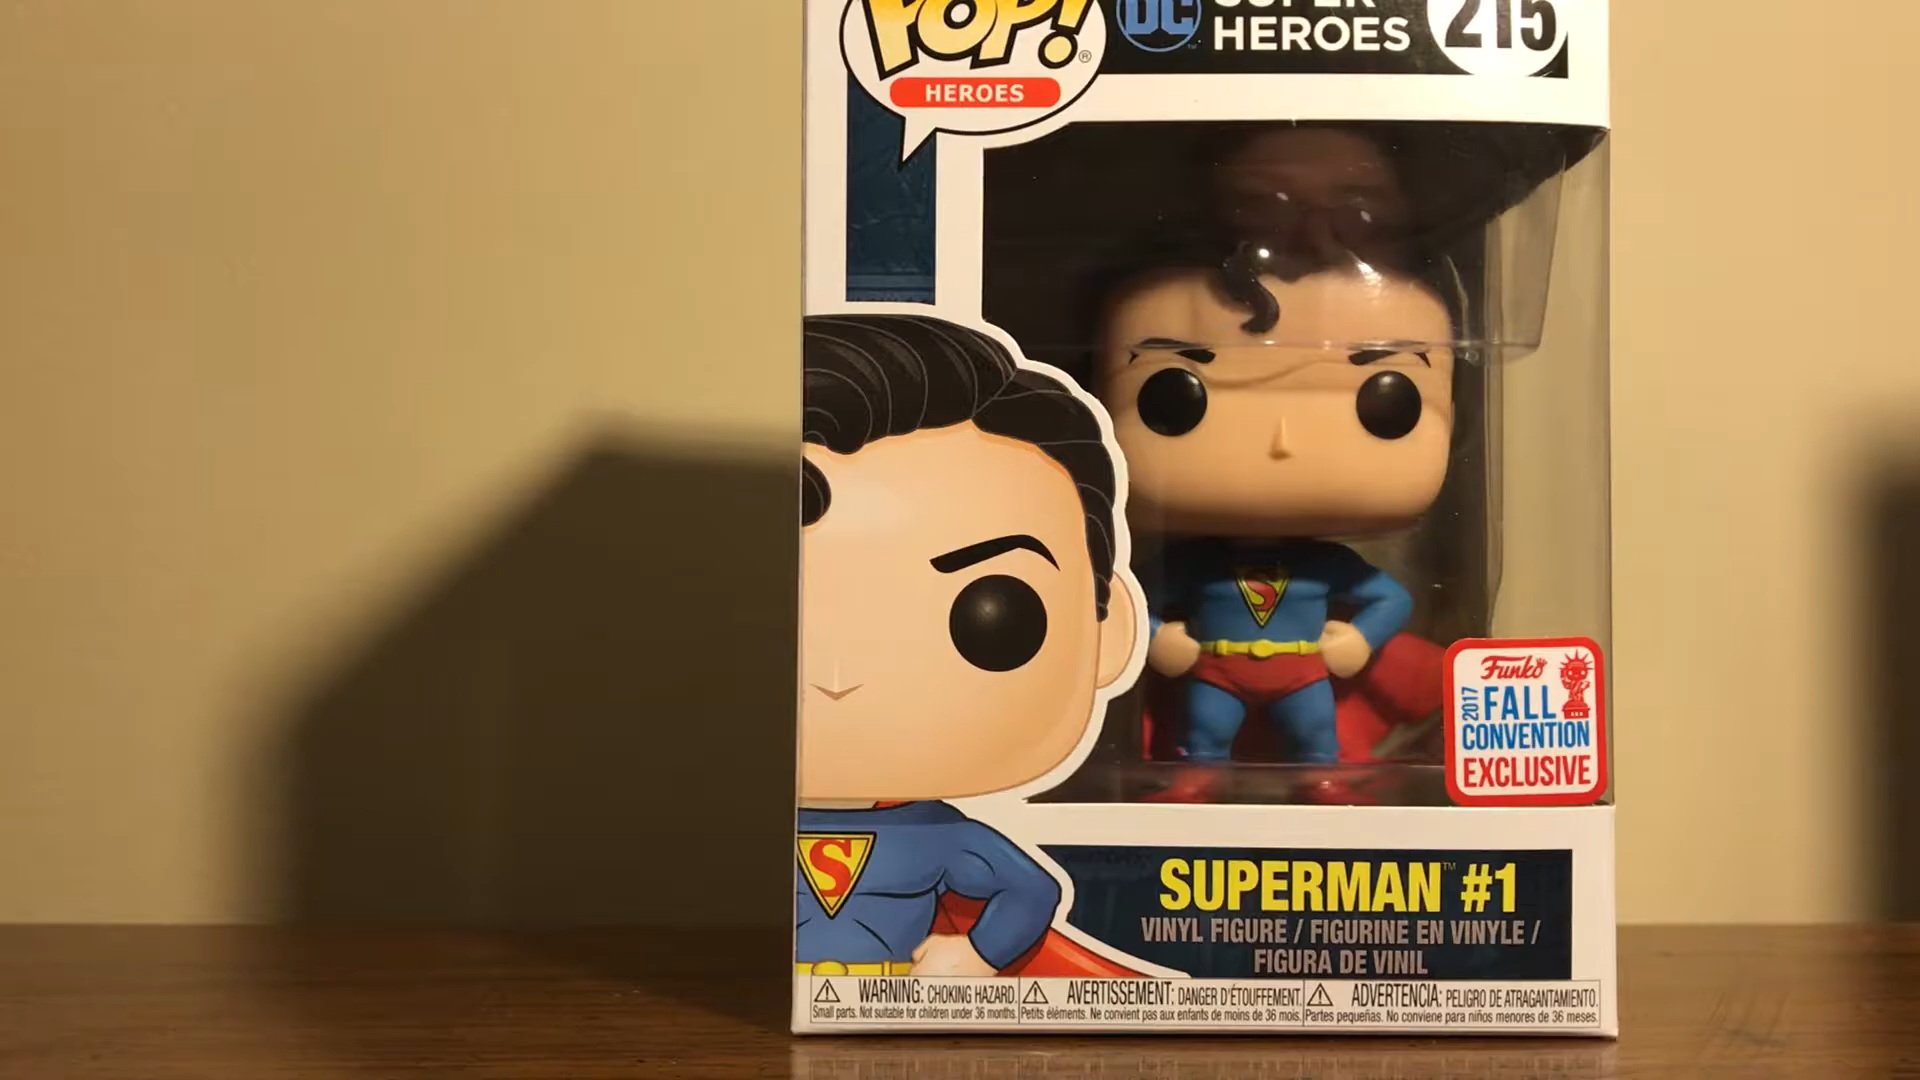 POP!
DC SUPER
HEROES
215
HEROES
S
Funko
2017
FALL
CONVENTION
EXCLUSIVE
S
SUPERMAN™ #1
VINYL FIGURE / FIGURINE EN VINYLE /
FIGURA DE VINIL
WARNING: CHOKING HAZARD.
Small parts. Not suitable for children under 36 months.
AVERTISSEMENT: DANGER D'ÉTOUFFEMENT.
Petits éléments. Ne convient pas aux enfants de moins de 36 mois.
ADVERTENCIA: PELIGRO DE ATRAGANTAMIENTO.
Partes pequeñas. No conviene para niños menores de 36 meses.